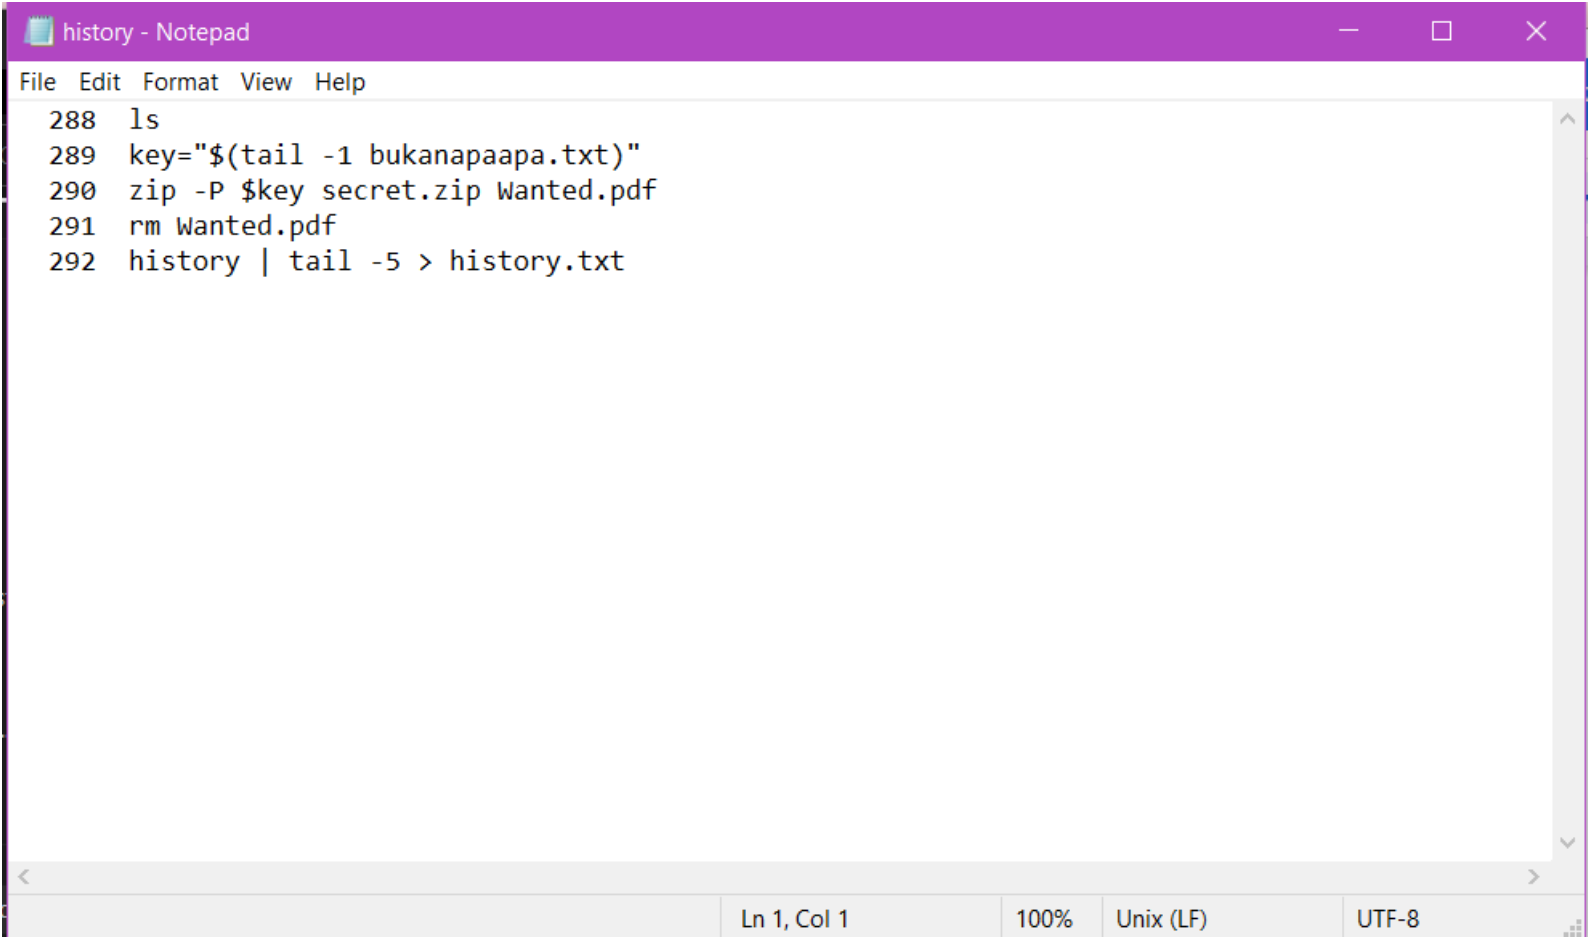 history - Notepad
File Edit Format View Help
288 ls
289 key="$(tail -1 bukanapaapa.txt)"
290 zip -P $key secret.zip Wanted.pdf
291 rm Wanted.pdf
292 history | tail -5 > history.txt
Ln 1, Col 1 100% Unix (LF) UTF-8